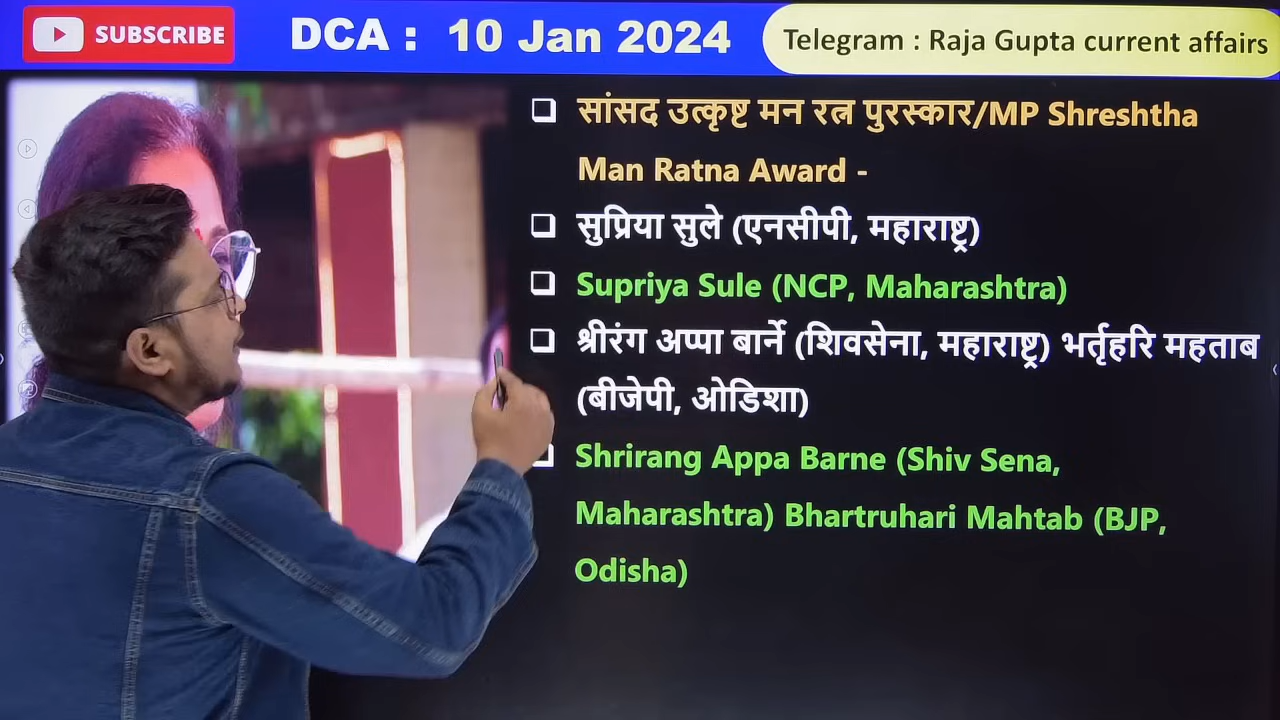 SUBSCRIBE
DCA : 10 Jan 2024
Telegram : Raja Gupta current affairs
सांसद उत्कृष्ट मन रत्न पुरस्कार/MP Shreshtha
Man Ratna Award -
सुप्रिया सुले (एनसीपी, महाराष्ट्र)
Supriya Sule (NCP, Maharashtra)
श्रीरंग अप्पा बार्ने (शिवसेना, महाराष्ट्र) भर्तृहरि महताब
(बीजेपी, ओडिशा)
Shrirang Appa Barne (Shiv Sena,
Maharashtra) Bhartruhari Mahtab (BJP,
Odisha)